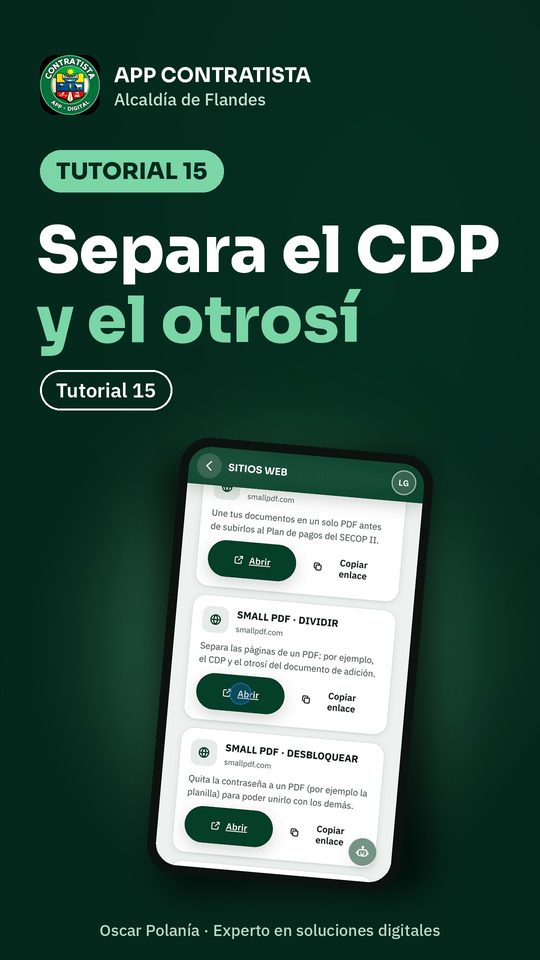 CONTRATISTA
APP - DIGITAL
APP CONTRATISTA
Alcaldía de Flandes
TUTORIAL 15
Separa el CDP
y el otrosí
Tutorial 15
SITIOS WEB
LG
smallpdf.com
Une tus documentos en un solo PDF antes
de subirlos al Plan de pagos del SECOP II.
Abrir
Copiar
enlace
SMALL PDF · DIVIDIR
smallpdf.com
Separa las páginas de un PDF: por ejemplo,
el CDP y el otrosí del documento de adición.
Abrir
Copiar
enlace
SMALL PDF · DESBLOQUEAR
smallpdf.com
Quita la contraseña a un PDF (por ejemplo la
planilla) para poder unirlo con los demás.
Abrir
Copiar
enlace
Oscar Polanía · Experto en soluciones digitales